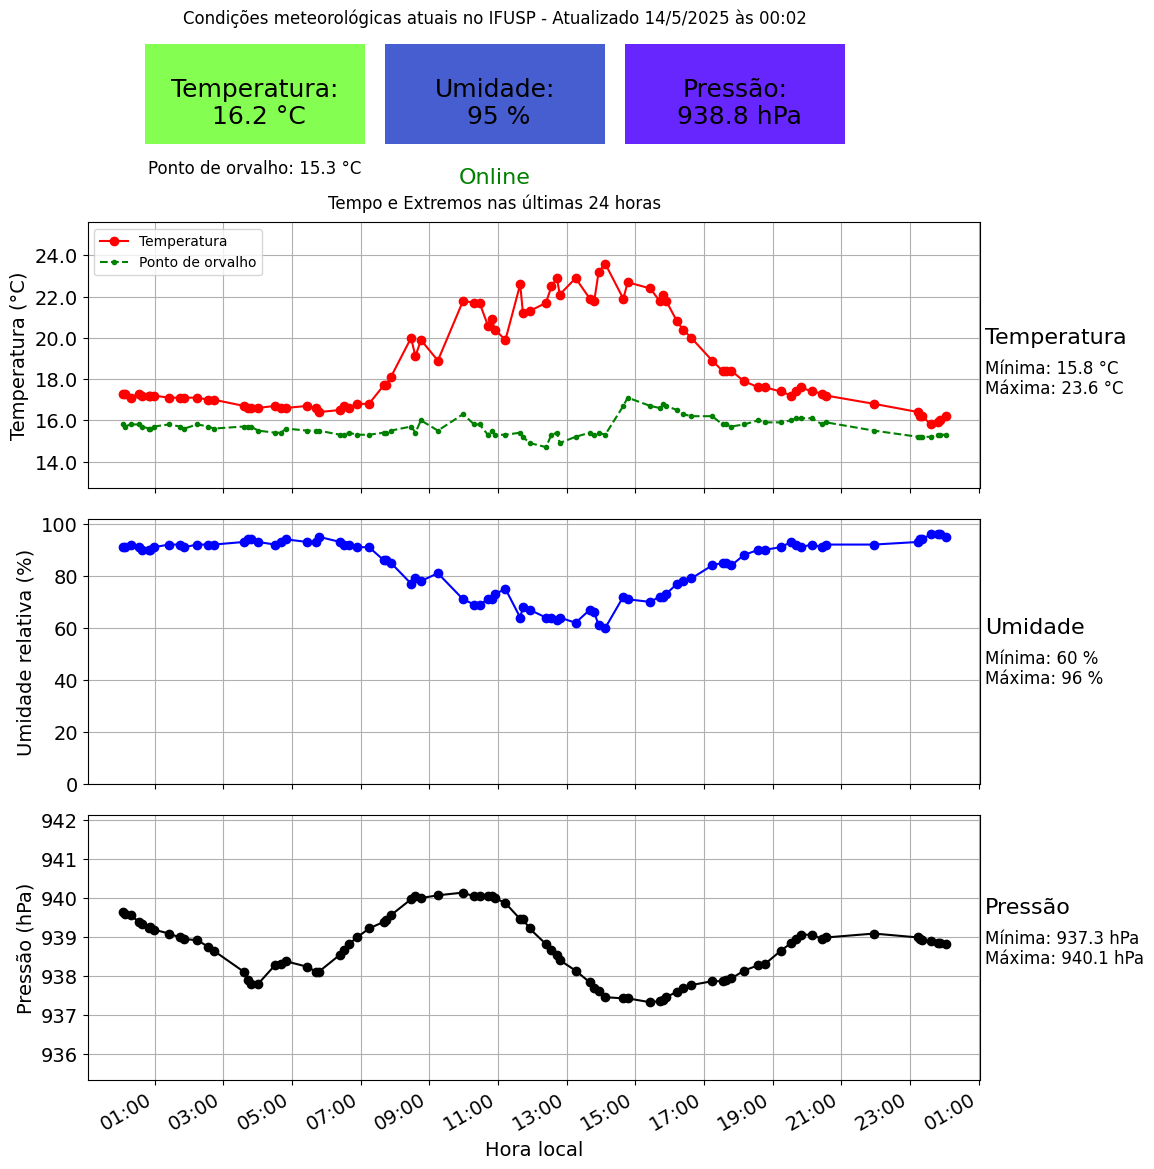 Condições meteorológicas atuais no IFUSP - Atualizado 14/5/2025 às 00:02
Temperatura:
16.2 °C
Umidade:
95 %
Pressão:
938.8 hPa
Ponto de orvalho: 15.3 °C
Online
Tempo e Extremos nas últimas 24 horas
Temperatura
Ponto de orvalho
Temperatura (°C)
24.0
22.0
20.0
18.0
16.0
14.0
Temperatura
Mínima: 15.8 °C
Máxima: 23.6 °C
Umidade relativa (%)
100
80
60
40
20
0
Umidade
Mínima: 60 %
Máxima: 96 %
Pressão (hPa)
942
941
940
939
938
937
936
Pressão
Mínima: 937.3 hPa
Máxima: 940.1 hPa
01:00
03:00
05:00
07:00
09:00
11:00
13:00
15:00
17:00
19:00
21:00
23:00
01:00
Hora local